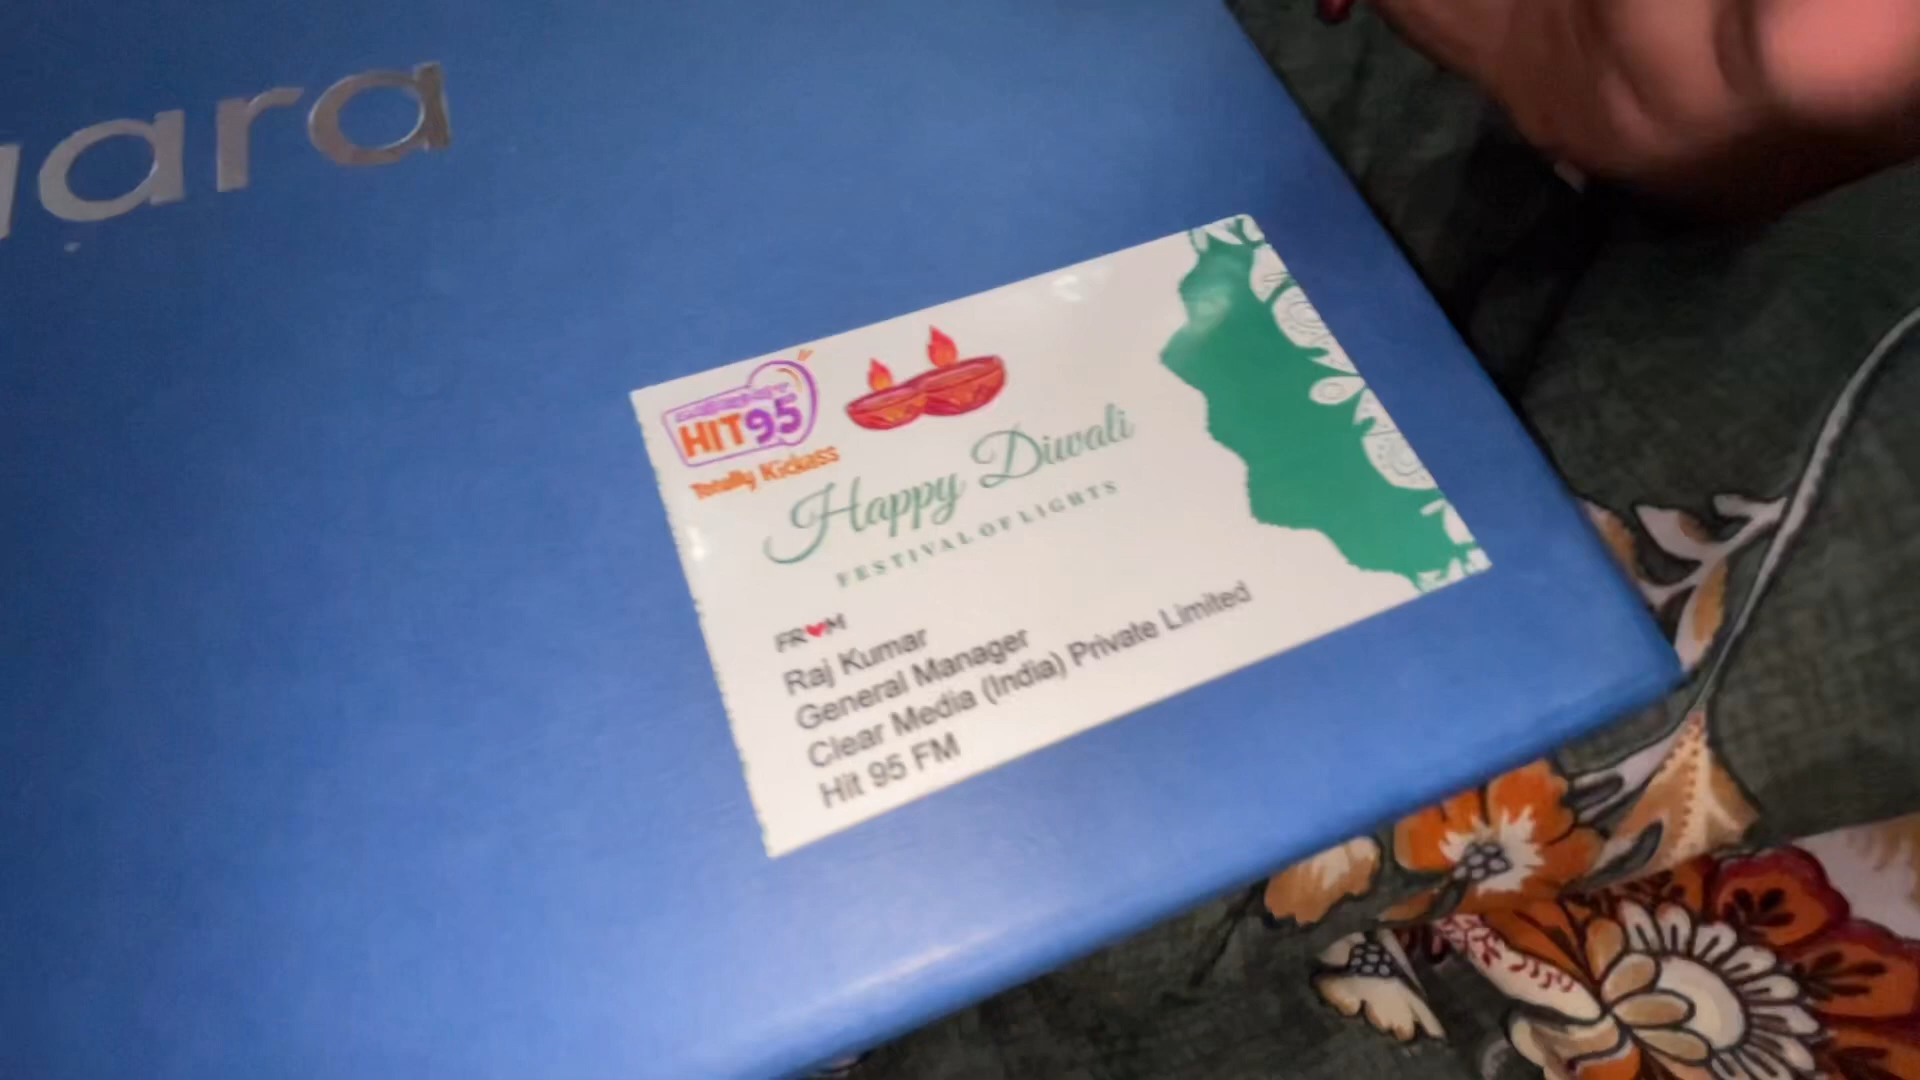 ara
HIT95
Totally Kickass
Happy Diwali
FESTIVAL OF LIGHTS
FROM
Raj Kumar
General Manager
Clear Media (India) Private Limited
Hit 95 FM